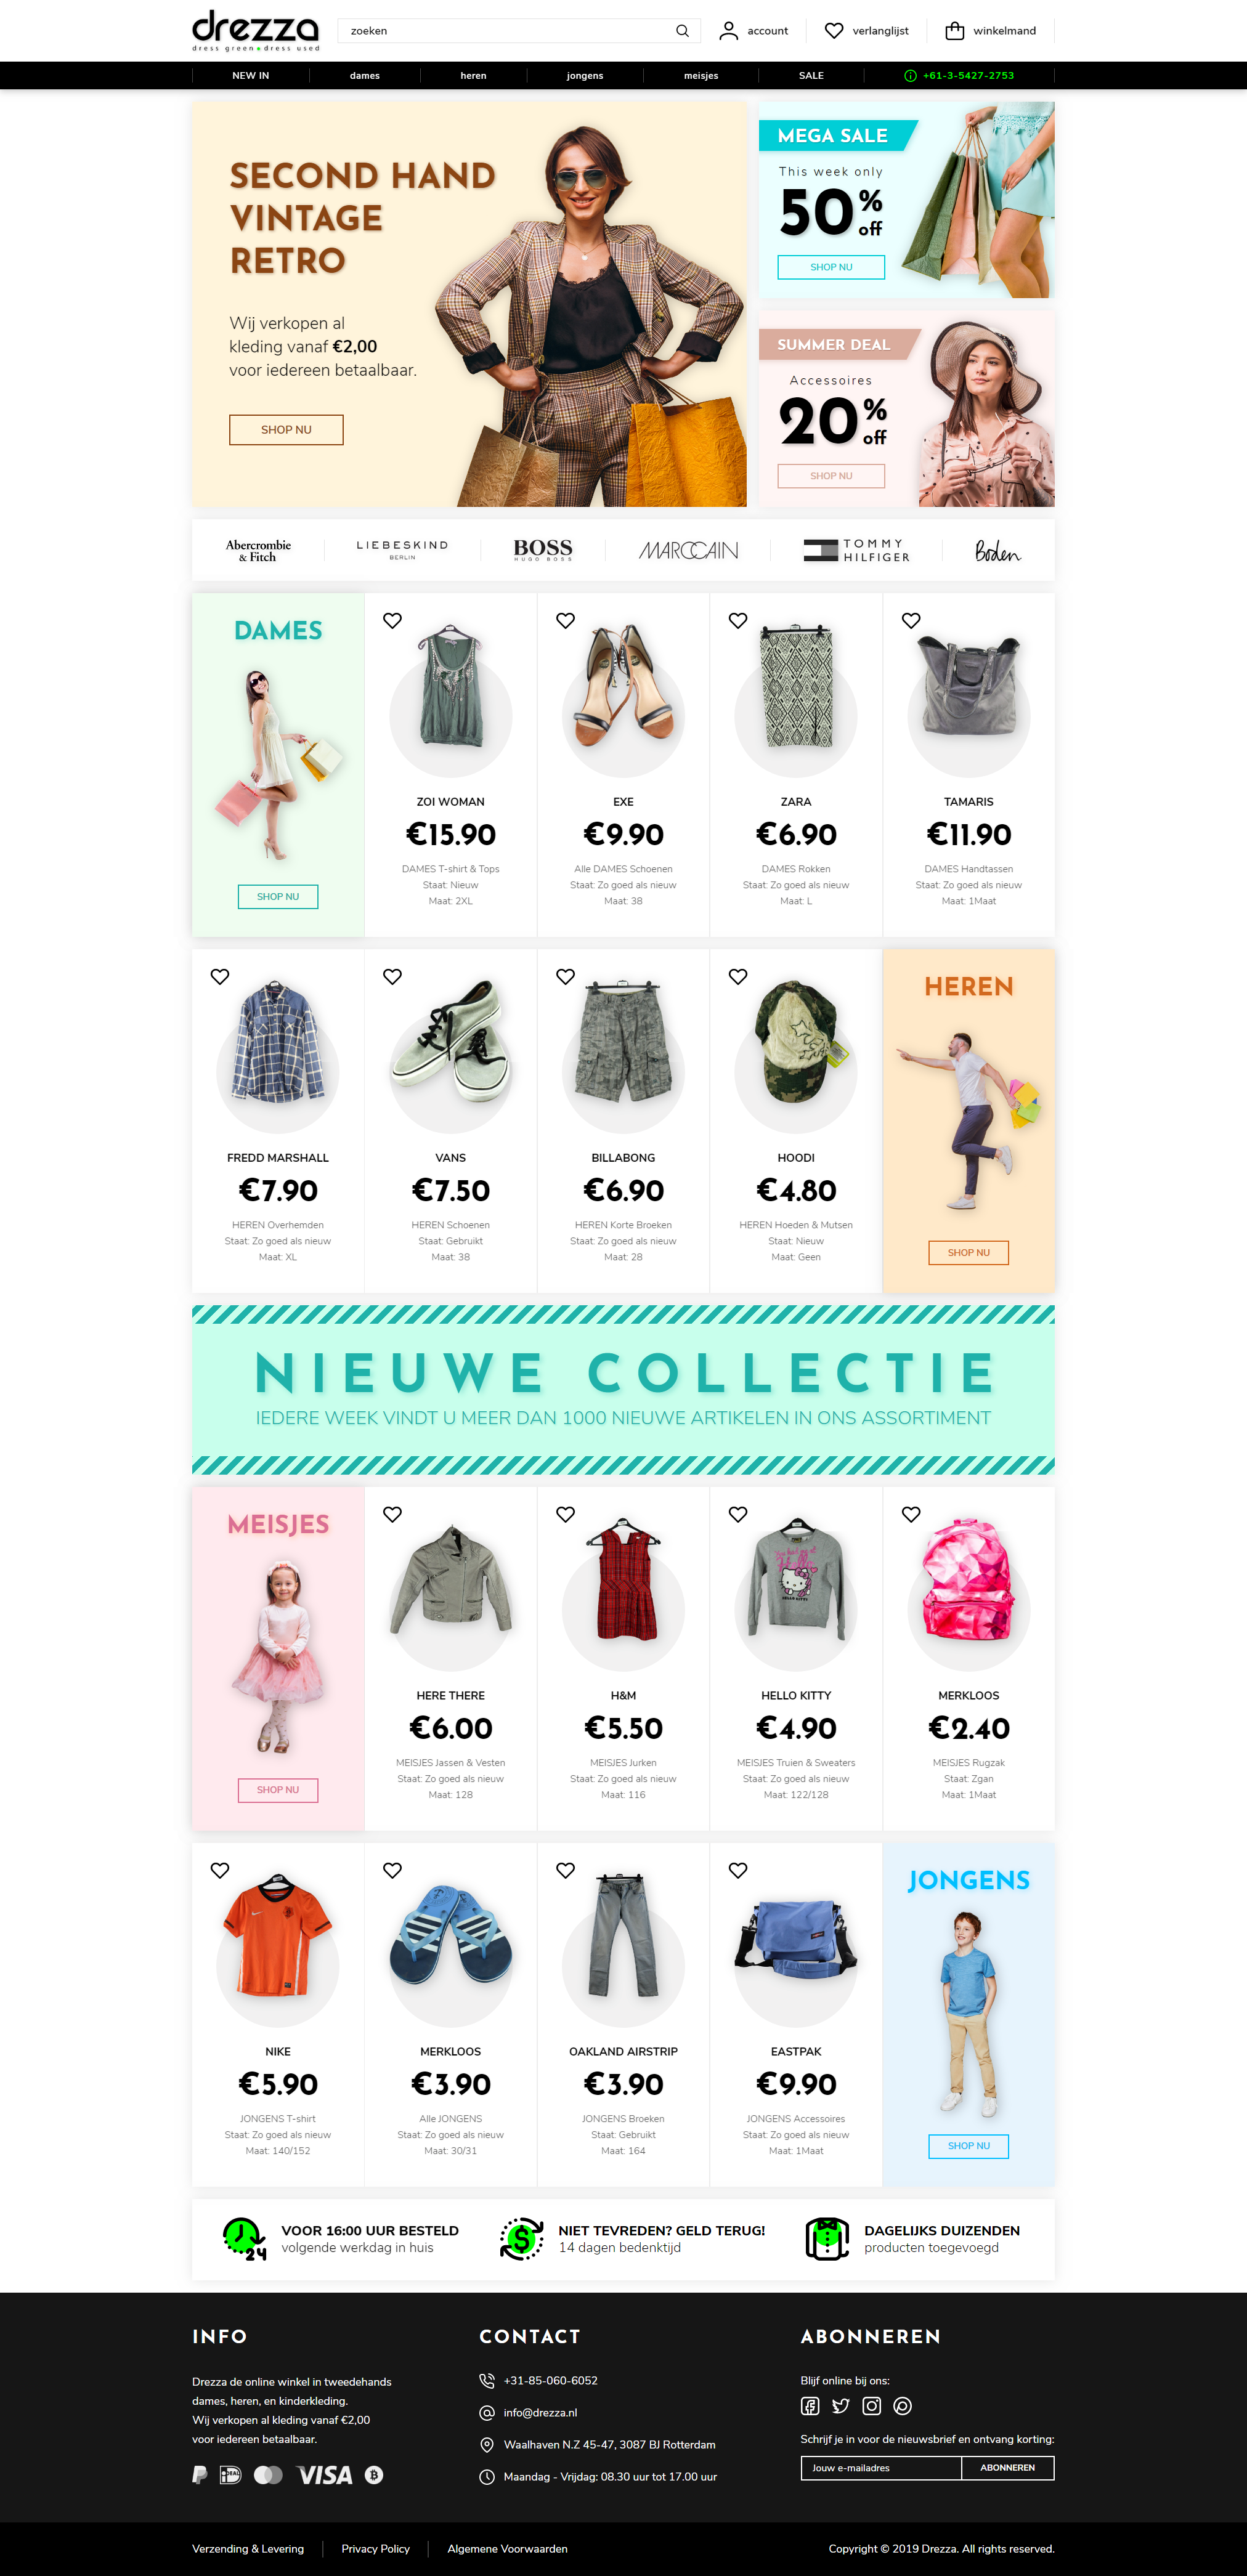 drezza
dress green • dress used
zoeken
account
verlanglijst
winkelmand
NEW IN
dames
heren
jongens
meisjes
SALE
+61-3-5427-2753
SECOND HAND
VINTAGE
RETRO
Wij verkopen al
kleding vanaf €2,00
voor iedereen betaalbaar.
SHOP NU
MEGA SALE
This week only
50% off
SHOP NU
SUMMER DEAL
Accessoires
20% off
SHOP NU
Abercrombie
& Fitch
LIEBESKIND
BERLIN
BOSS
HUGO BOSS
MARCCAIN
TOMMY
HILFIGER
Boden
DAMES
SHOP NU
ZOI WOMAN
€15.90
DAMES T-shirt & Tops
Staat: Nieuw
Maat: 2XL
EXE
€9.90
Alle DAMES Schoenen
Staat: Zo goed als nieuw
Maat: 38
ZARA
€6.90
DAMES Rokken
Staat: Zo goed als nieuw
Maat: L
TAMARIS
€11.90
DAMES Handtassen
Staat: Zo goed als nieuw
Maat: 1Maat
FREDD MARSHALL
€7.90
HEREN Overhemden
Staat: Zo goed als nieuw
Maat: XL
VANS
€7.50
HEREN Schoenen
Staat: Gebruikt
Maat: 38
BILLABONG
€6.90
HEREN Korte Broeken
Staat: Zo goed als nieuw
Maat: 28
HOODI
€4.80
HEREN Hoeden & Mutsen
Staat: Nieuw
Maat: Geen
HEREN
SHOP NU
NIEUWE COLLECTIE
IEDERE WEEK VINDT U MEER DAN 1000 NIEUWE ARTIKELEN IN ONS ASSORTIMENT
MEISJES
SHOP NU
HERE THERE
€6.00
MEISJES Jassen & Vesten
Staat: Zo goed als nieuw
Maat: 128
H&M
€5.50
MEISJES Jurken
Staat: Zo goed als nieuw
Maat: 116
HELLO KITTY
€4.90
MEISJES Truien & Sweaters
Staat: Zo goed als nieuw
Maat: 122/128
MERKLOOS
€2.40
MEISJES Rugzak
Staat: Zgan
Maat: 1Maat
NIKE
€5.90
JONGENS T-shirt
Staat: Zo goed als nieuw
Maat: 140/152
MERKLOOS
€3.90
Alle JONGENS
Staat: Zo goed als nieuw
Maat: 30/31
OAKLAND AIRSTRIP
€3.90
JONGENS Broeken
Staat: Gebruikt
Maat: 164
EASTPAK
€9.90
JONGENS Accessoires
Staat: Zo goed als nieuw
Maat: 1Maat
JONGENS
SHOP NU
24
VOOR 16:00 UUR BESTELD
volgende werkdag in huis
NIET TEVREDEN? GELD TERUG!
14 dagen bedenktijd
DAGELIJKS DUIZENDEN
producten toegevoegd
INFO
Drezza de online winkel in tweedehands
dames, heren, en kinderkleding.
Wij verkopen al kleding vanaf €2,00
voor iedereen betaalbaar.
iDEAL
VISA
CONTACT
+31-85-060-6052
info@drezza.nl
Waalhaven N.Z 45-47, 3087 BJ Rotterdam
Maandag - Vrijdag: 08.30 uur tot 17.00 uur
ABONNEREN
Blijf online bij ons:
Schrijf je in voor de nieuwsbrief en ontvang korting:
Jouw e-mailadres
ABONNEREN
Verzending & Levering
Privacy Policy
Algemene Voorwaarden
Copyright © 2019 Drezza. All rights reserved.